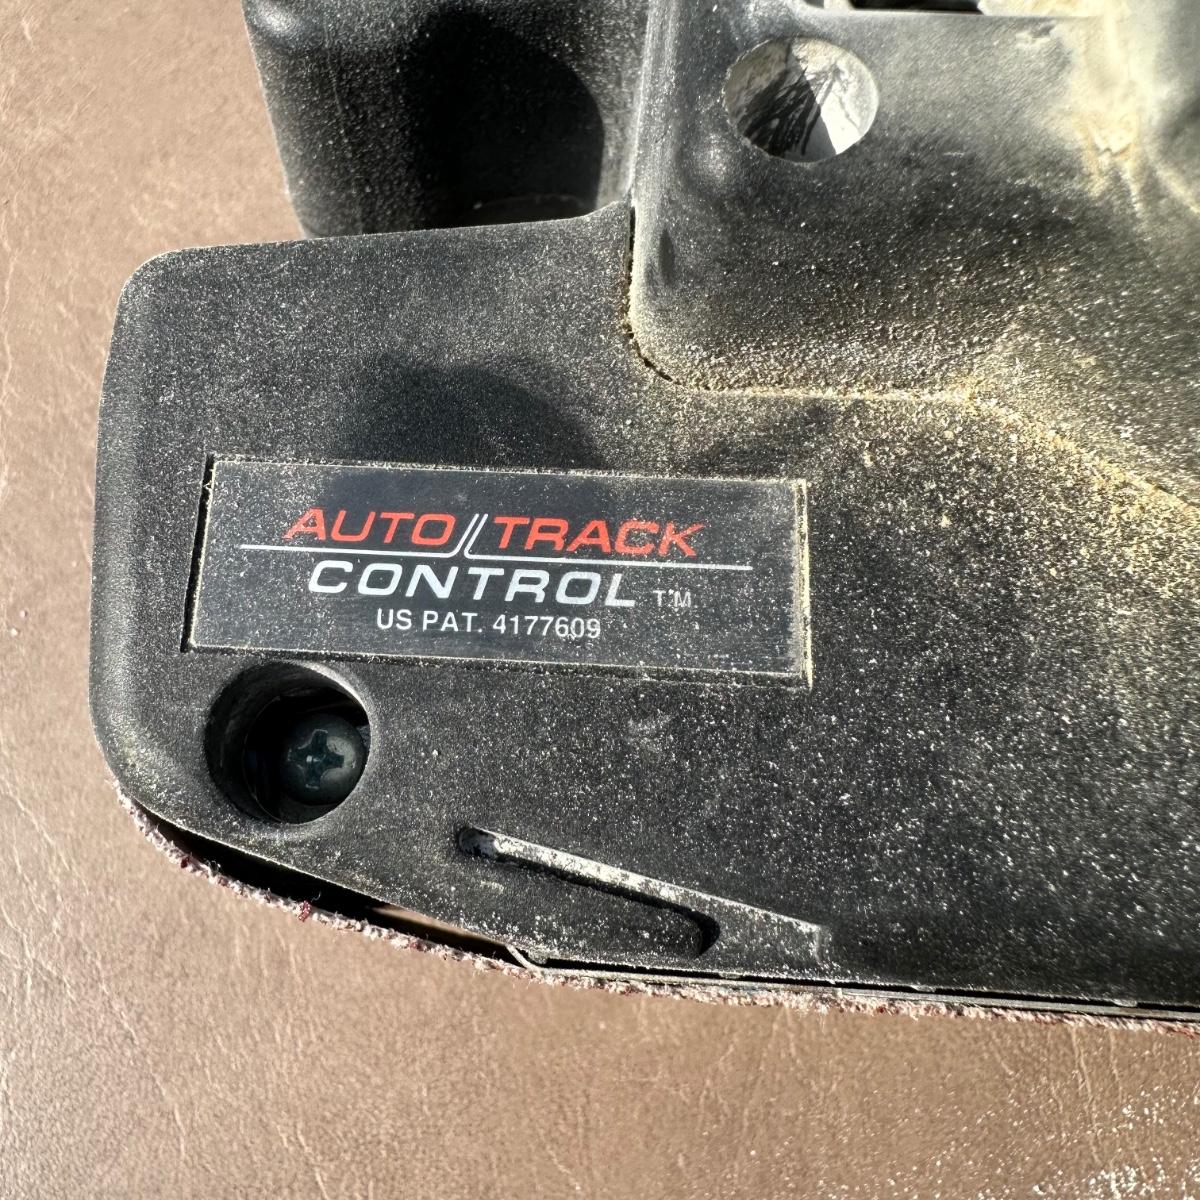 AUTO TRACK
CONTROL TM
US PAT. 4177609